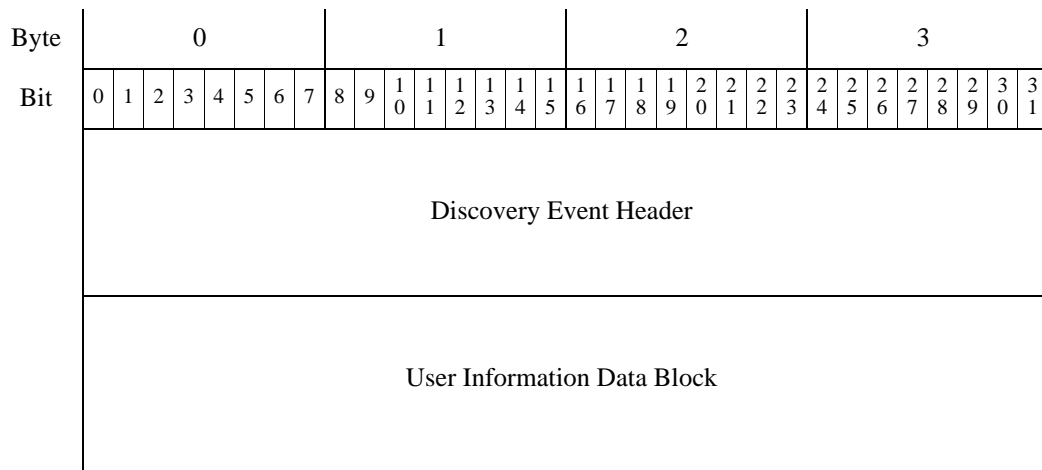 Byte 0 1 2 3
Bit 0 1 2 3 4 5 6 7 8 9 10 11 12 13 14 15 16 17 18 19 20 21 22 23 24 25 26 27 28 29 30 31
Discovery Event Header
User Information Data Block